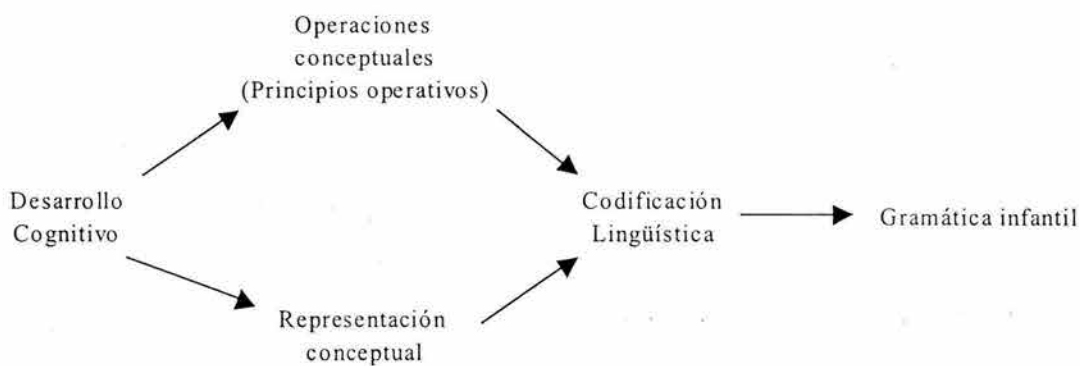 Operaciones
conceptuales
(Principios operativos)
Desarrollo
Cognitivo
Codificación
Lingüística
Gramática infantil
Representación
conceptual